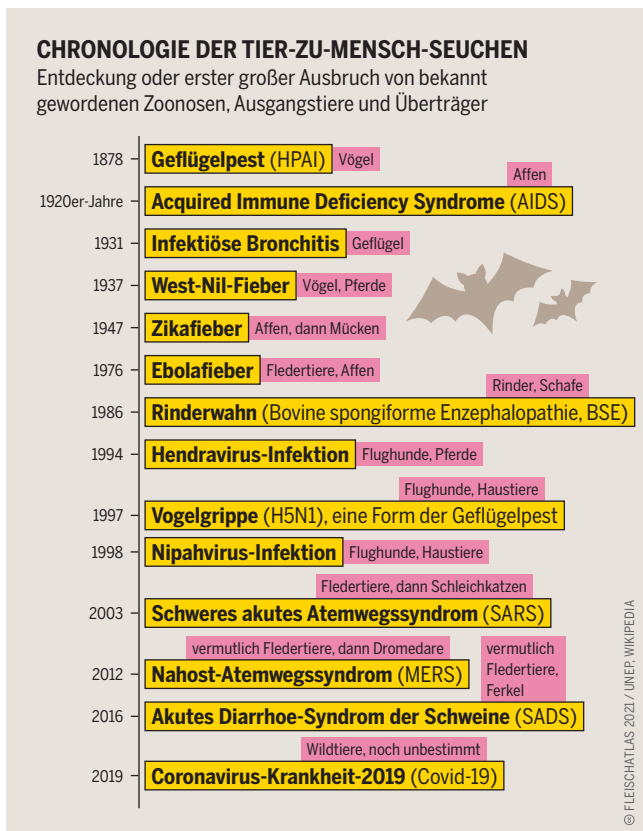 CHRONOLOGIE DER TIER-ZU-MENSCH-SEUCHEN
Entdeckung oder erster großer Ausbruch von bekannt
gewordenen Zoonosen, Ausgangstiere und Überträger
1878 Geflügelpest (HPAI) Vögel
Affen
1920er-Jahre Acquired Immune Deficiency Syndrome (AIDS)
1931 Infektiöse Bronchitis Geflügel
1937 West-Nil-Fieber Vögel, Pferde
1947 Zikafieber Affen, dann Mücken
1976 Ebolafieber Fledertiere, Affen
Rinder, Schafe
1986 Rinderwahn (Bovine spongiforme Enzephalopathie, BSE)
1994 Hendravirus-Infektion Flughunde, Pferde
Flughunde, Haustiere
1997 Vogelgrippe (H5N1), eine Form der Geflügelpest
1998 Nipahvirus-Infektion Flughunde, Haustiere
Fledertiere, dann Schleichkatzen
2003 Schweres akutes Atemwegssyndrom (SARS)
vermutlich Fledertiere, dann Dromedare
2012 Nahost-Atemwegssyndrom (MERS)
vermutlich
Fledertiere,
Ferkel
2016 Akutes Diarrhoe-Syndrom der Schweine (SADS)
Wildtiere, noch unbestimmt
2019 Coronavirus-Krankheit-2019 (Covid-19)
© FLEISCHATLAS 2021 / UNEP, WIKIPEDIA